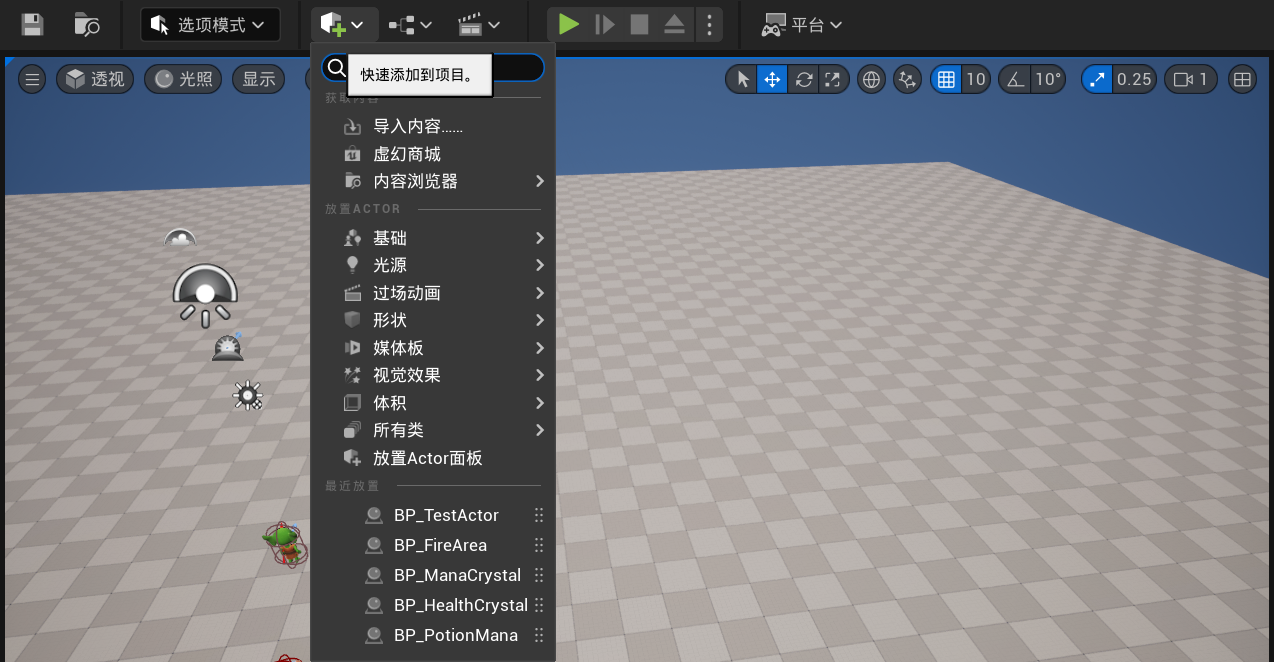 选项模式
平台
透视
光照
显示
10
10°
0.25
1
快速添加到项目。
获取内容
导入内容......
虚幻商城
内容浏览器
放置ACTOR
基础
光源
过场动画
形状
媒体板
视觉效果
体积
所有类
放置Actor面板
最近放置
BP_TestActor
BP_FireArea
BP_ManaCrystal
BP_HealthCrystal
BP_PotionMana